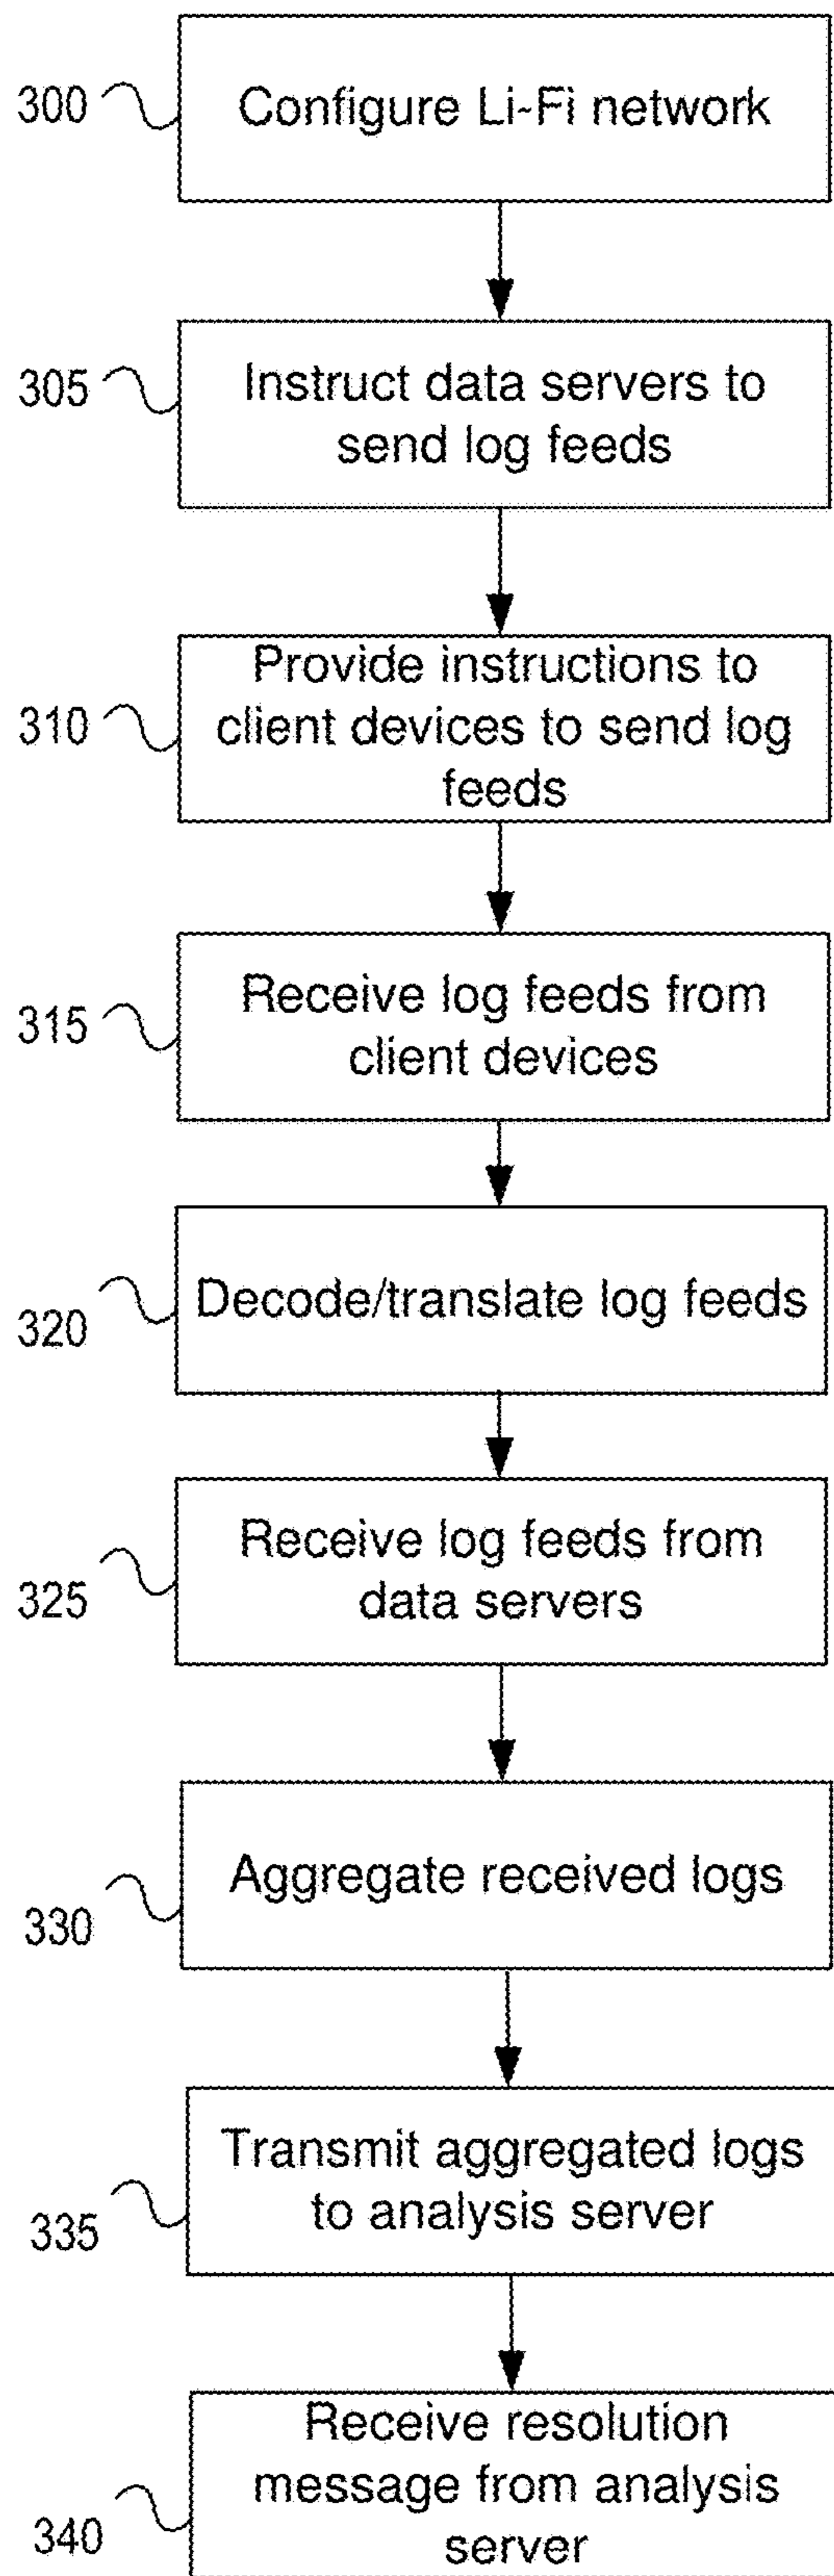 300
Configure Li-Fi network
305
Instruct data servers to
send log feeds
310
Provide instructions to
client devices to send log
feeds
315
Receive log feeds from
client devices
320
Decode/translate log feeds
325
Receive log feeds from
data servers
330
Aggregate received logs
335
Transmit aggregated logs
to analysis server
340
Receive resolution
message from analysis
server